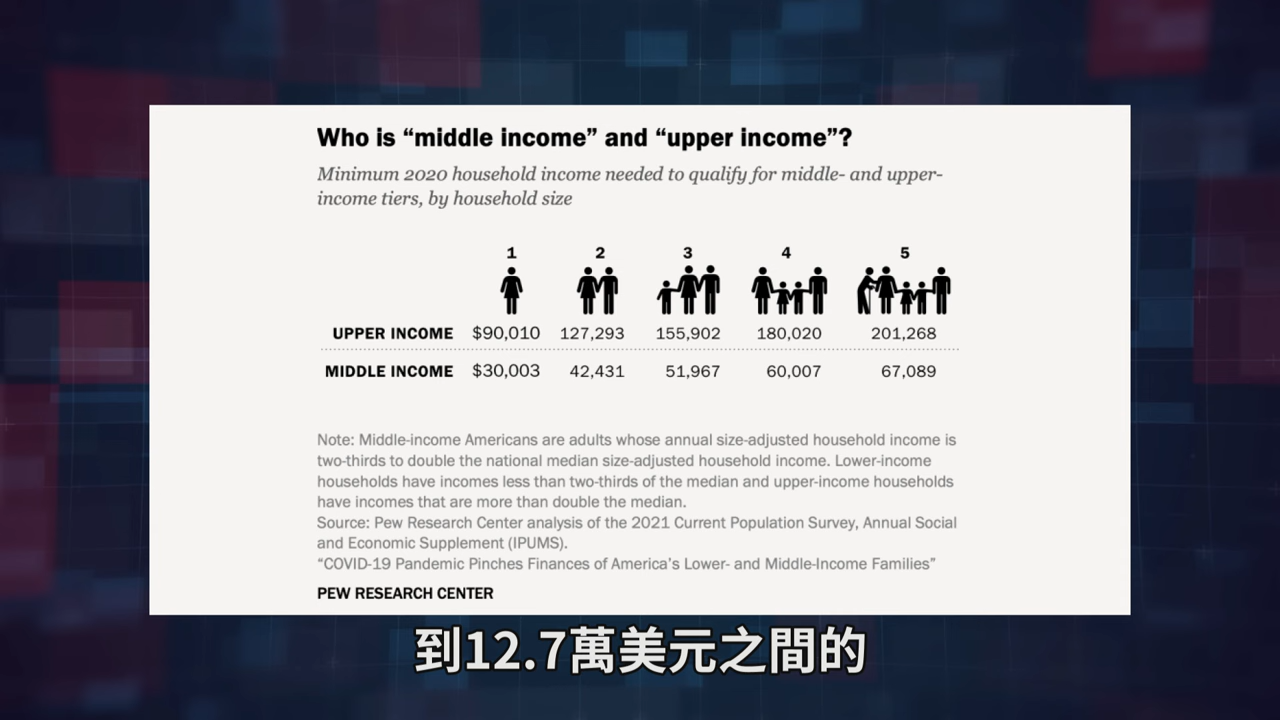 Who is “middle income” and “upper income”?
Minimum 2020 household income needed to qualify for middle- and upper-
income tiers, by household size
1 2 3 4 5
UPPER INCOME $90,010 127,293 155,902 180,020 201,268
MIDDLE INCOME $30,003 42,431 51,967 60,007 67,089
Note: Middle-income Americans are adults whose annual size-adjusted household income is
two-thirds to double the national median size-adjusted household income. Lower-income
households have incomes less than two-thirds of the median and upper-income households
have incomes that are more than double the median.
Source: Pew Research Center analysis of the 2021 Current Population Survey, Annual Social
and Economic Supplement (IPUMS).
“COVID-19 Pandemic Pinches Finances of America’s Lower- and Middle-Income Families”
PEW RESEARCH CENTER
到12.7萬美元之間的